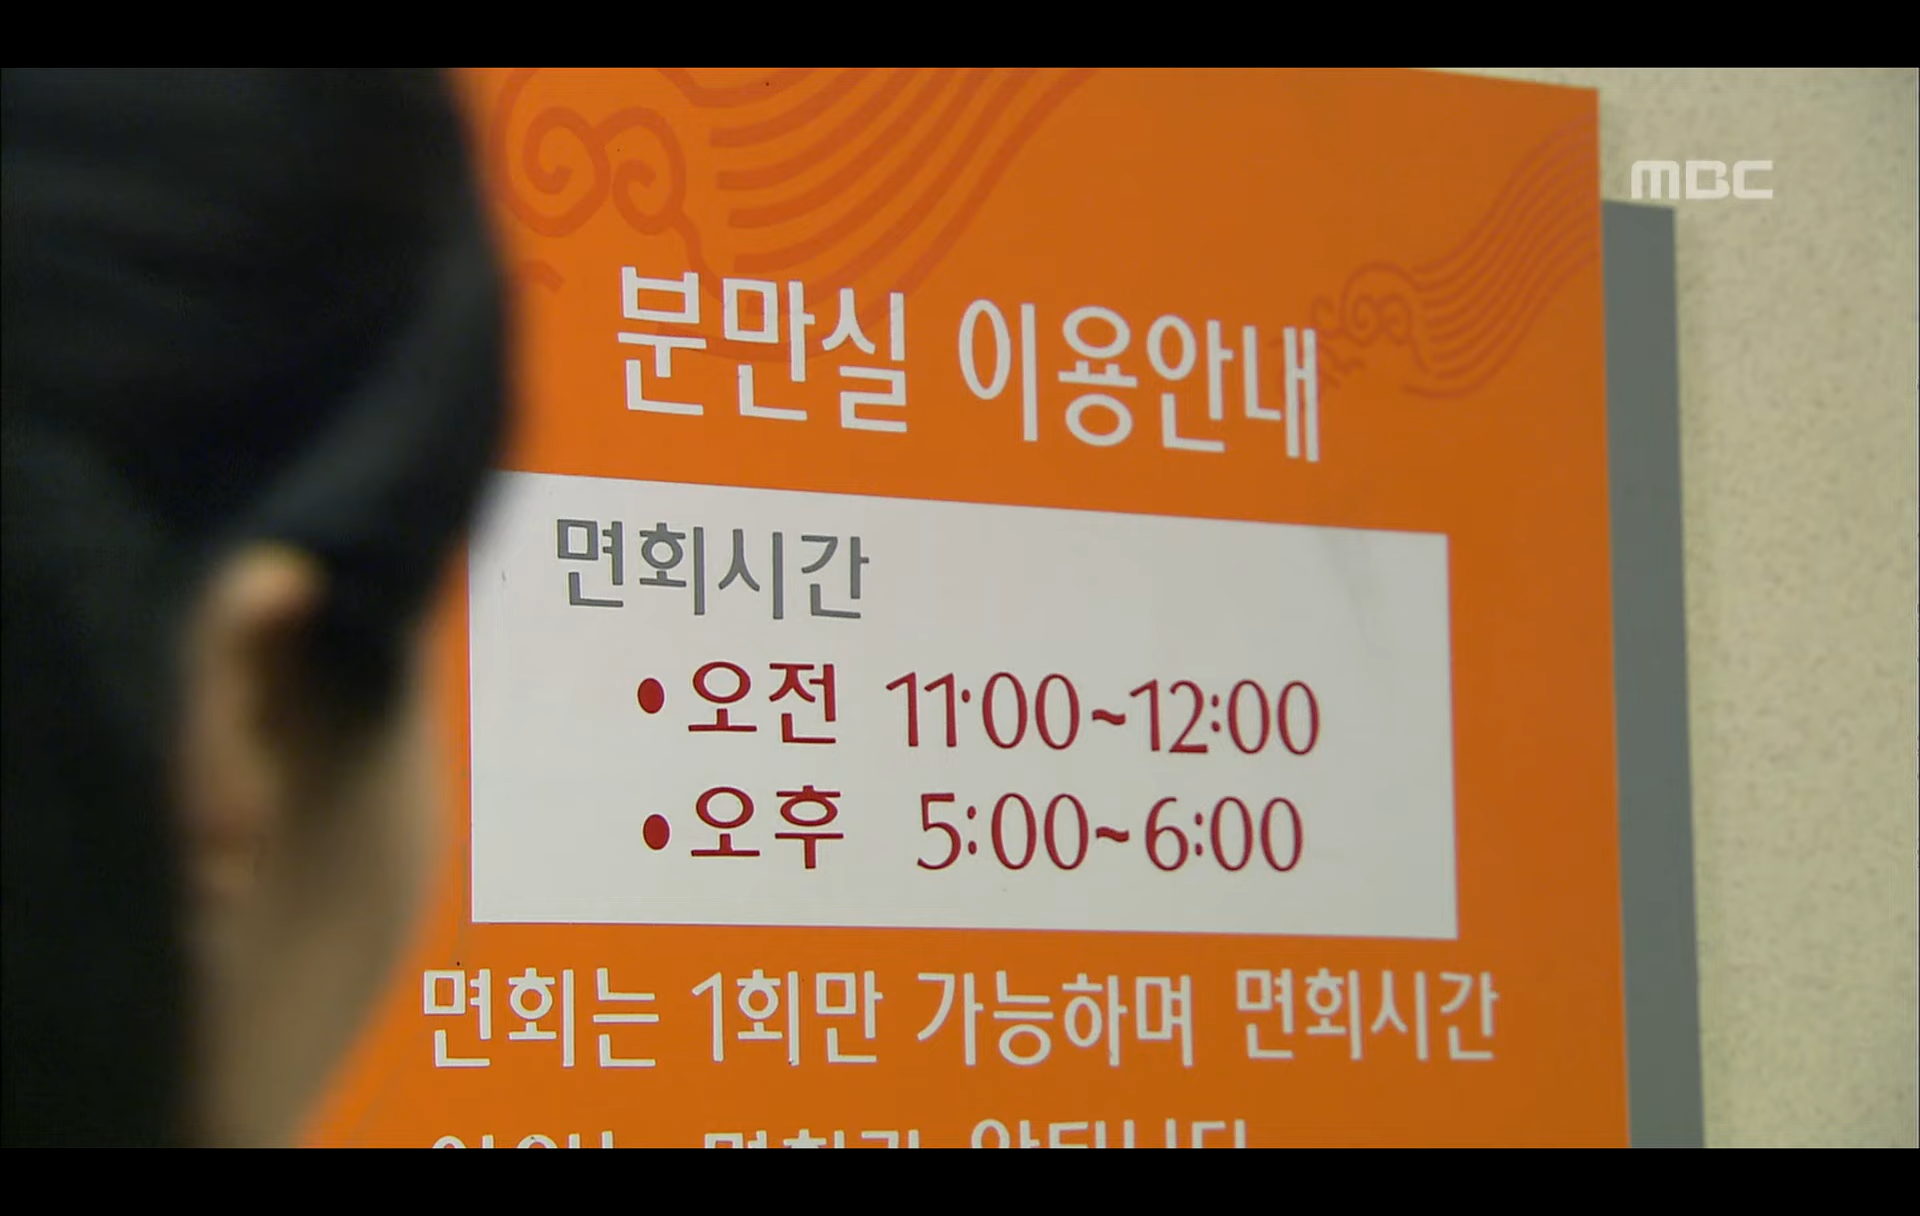 MBC
분만실 이용안내
면회시간
•오전 11:00~12:00
•오후 5:00~6:00
면회는 1회만 가능하며 면회시간